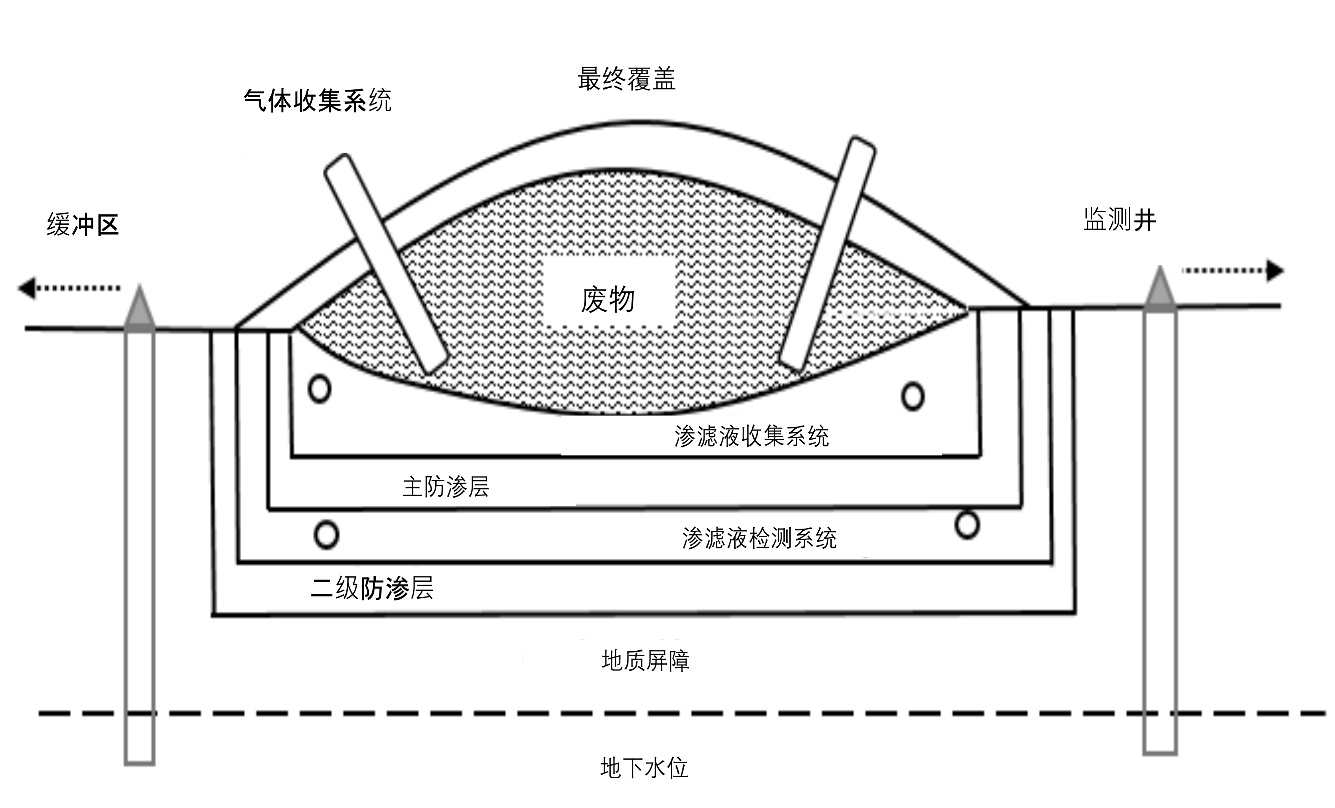 最终覆盖
气体收集系统
缓冲区
监测井
废物
渗滤液收集系统
主防渗层
渗滤液检测系统
二级防渗层
地质屏障
地下水位